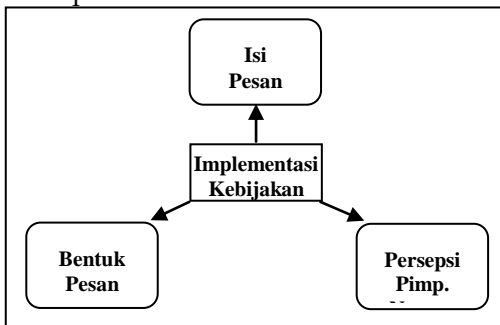 Isi
Pesan
Implementasi
Kebijakan
Bentuk
Pesan
Persepsi
Pimp.